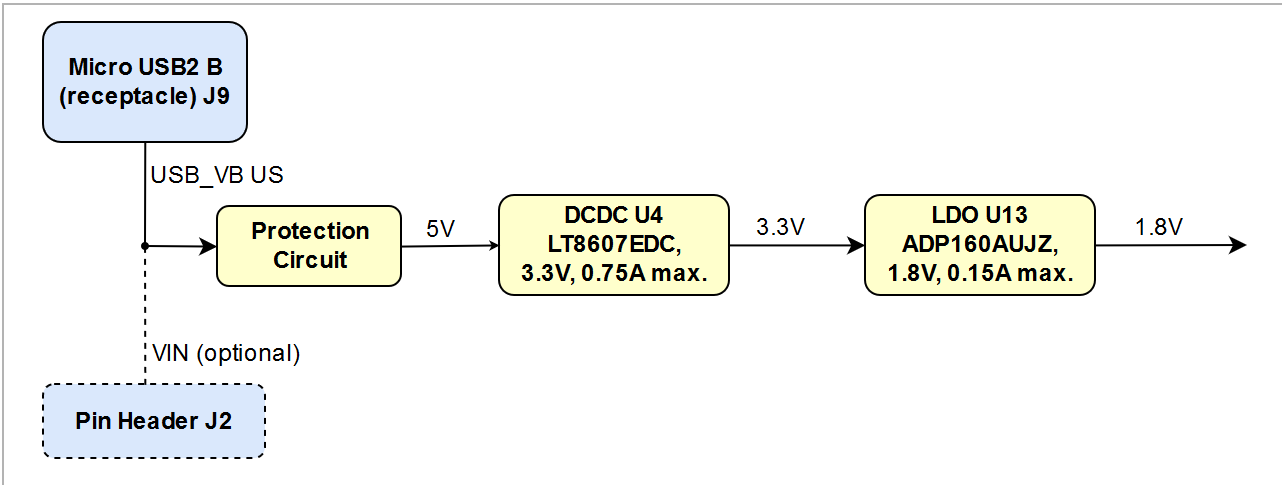 Micro USB2 B
(receptacle) J9
USB_VB US
Protection
Circuit
5V
DCDC U4
LT8607EDC,
3.3V, 0.75A max.
3.3V
LDO U13
ADP160AUJZ,
1.8V, 0.15A max.
1.8V
VIN (optional)
Pin Header J2